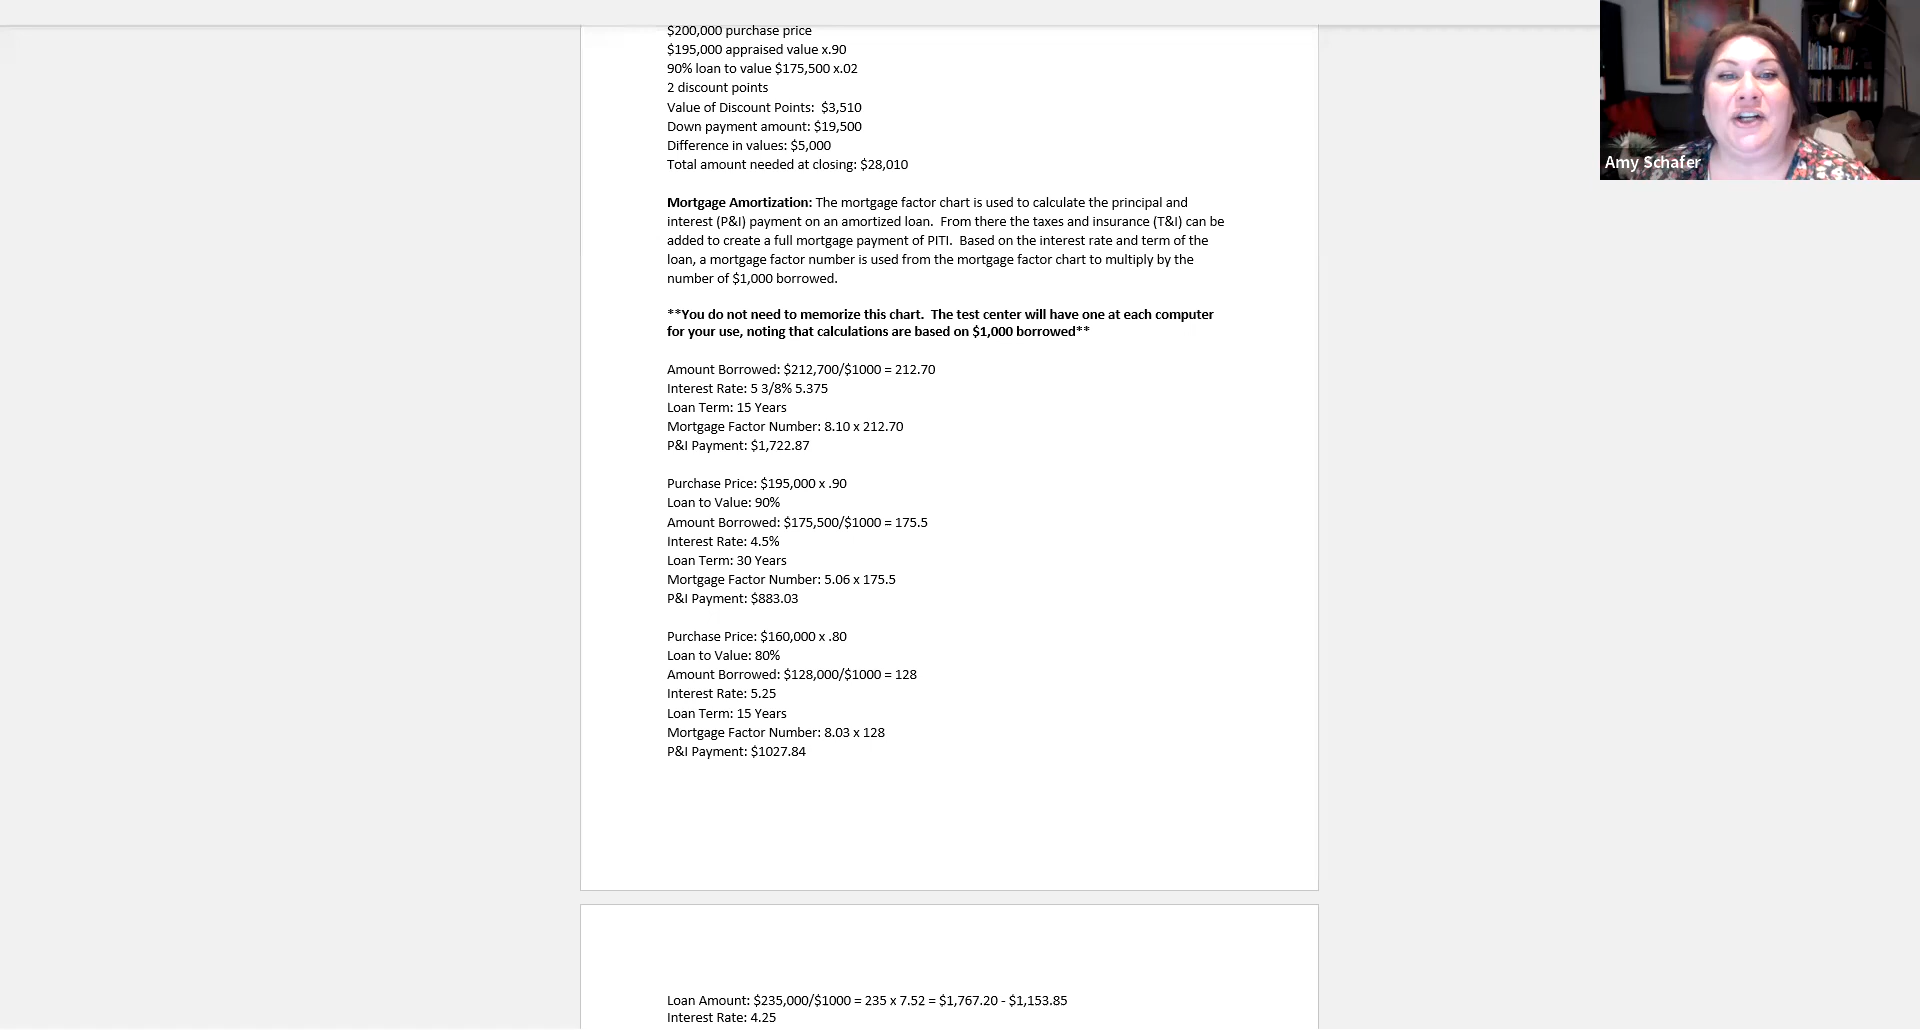 $200,000 purchase price
$195,000 appraised value x.90
90% loan to value $175,500 x.02
2 discount points
Value of Discount Points:  $3,510
Down payment amount: $19,500
Difference in values: $5,000
Total amount needed at closing: $28,010
Mortgage Amortization: The mortgage factor chart is used to calculate the principal and
interest (P&I) payment on an amortized loan.  From there the taxes and insurance (T&I) can be
added to create a full mortgage payment of PITI.  Based on the interest rate and term of the
loan, a mortgage factor number is used from the mortgage factor chart to multiply by the
number of $1,000 borrowed.
**You do not need to memorize this chart.  The test center will have one at each computer
for your use, noting that calculations are based on $1,000 borrowed**
Amount Borrowed: $212,700/$1000 = 212.70
Interest Rate: 5 3/8% 5.375
Loan Term: 15 Years
Mortgage Factor Number: 8.10 x 212.70
P&I Payment: $1,722.87
Purchase Price: $195,000 x .90
Loan to Value: 90%
Amount Borrowed: $175,500/$1000 = 175.5
Interest Rate: 4.5%
Loan Term: 30 Years
Mortgage Factor Number: 5.06 x 175.5
P&I Payment: $883.03
Purchase Price: $160,000 x .80
Loan to Value: 80%
Amount Borrowed: $128,000/$1000 = 128
Interest Rate: 5.25
Loan Term: 15 Years
Mortgage Factor Number: 8.03 x 128
P&I Payment: $1027.84
Loan Amount: $235,000/$1000 = 235 x 7.52 = $1,767.20 - $1,153.85
Interest Rate: 4.25
Amy Schafer